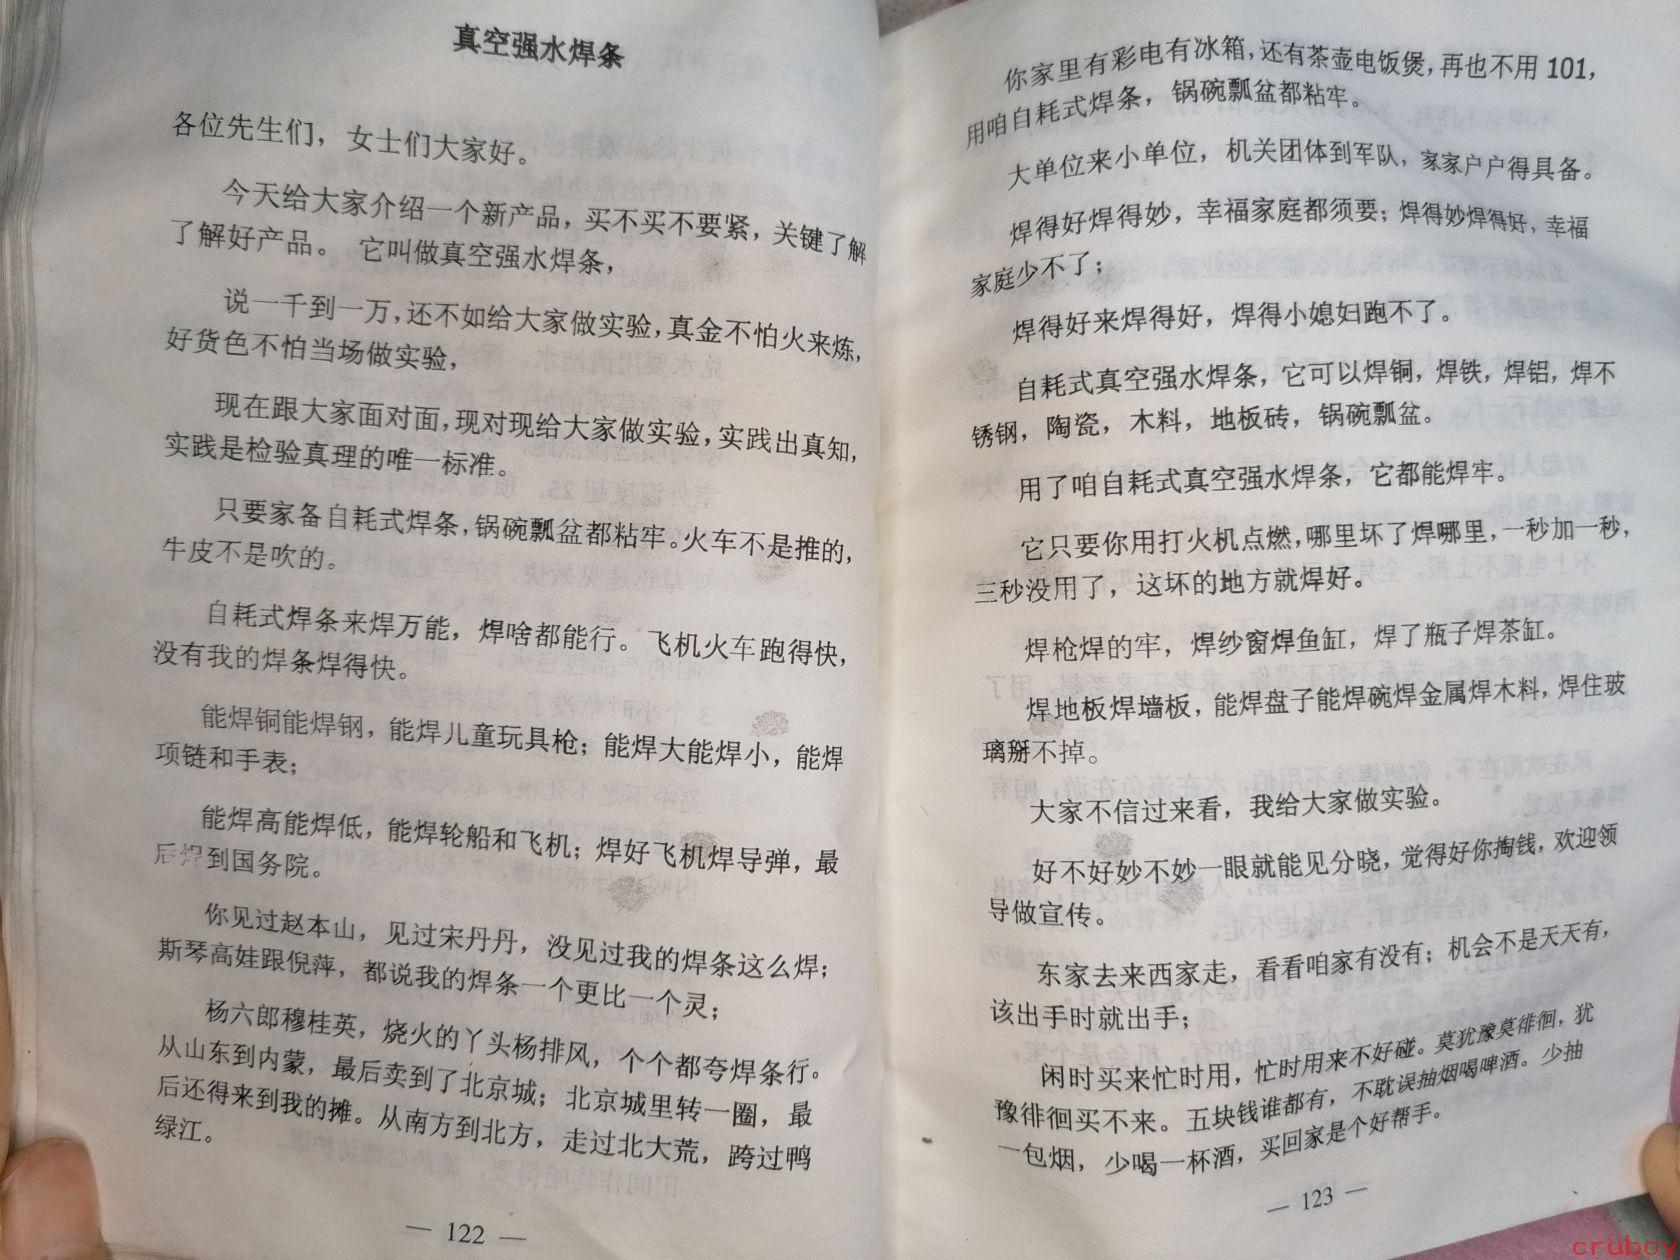 真空强水焊条
各位先生们，女士们大家好。
今天给大家介绍一个新产品，买不买不要紧，关键了解
了解好产品。 它叫做真空强水焊条，
说一千到一万，还不如给大家做实验，真金不怕火来炼，
好货色不怕当场做实验，
现在跟大家面对面，现对现给大家做实验，实践出真知，
实践是检验真理的唯一标准。
只要家备自耗式焊条，锅碗瓢盆都粘牢。火车不是推的，
牛皮不是吹的。
自耗式焊条来焊万能，焊啥都能行。飞机火车跑得快，
没有我的焊条焊得快。
能焊铜能焊钢，能焊儿童玩具枪；能焊大能焊小，能焊
项链和手表；
能焊高能焊低，能焊轮船和飞机；焊好飞机焊导弹，最
后焊到国务院。
你见过赵本山，见过宋丹丹，没见过我的焊条这么焊；
斯琴高娃跟倪萍，都说我的焊条一个更比一个灵；
杨六郎穆桂英，烧火的丫头杨排风，个个都夸焊条行。
从山东到内蒙，最后卖到了北京城；北京城里转一圈，最
后还得来到我的摊。从南方到北方，走过北大荒，跨过鸭
绿江。
— 122 —
你家里有彩电有冰箱，还有茶壶电饭煲，再也不用 101，
用咱自耗式焊条，锅碗瓢盆都粘牢。
大单位来小单位，机关团体到军队，家家户户得具备。
焊得好焊得妙，幸福家庭都须要；焊得妙焊得好，幸福
家庭少不了；
焊得好来焊得好，焊得小媳妇跑不了。
自耗式真空强水焊条，它可以焊铜，焊铁，焊铝，焊不
锈钢，陶瓷，木料，地板砖，锅碗瓢盆。
用了咱自耗式真空强水焊条，它都能焊牢。
它只要你用打火机点燃，哪里坏了焊哪里，一秒加一秒，
三秒没用了，这坏的地方就焊好。
焊枪焊的牢，焊纱窗焊鱼缸，焊了瓶子焊茶缸。
焊地板焊墙板，能焊盘子能焊碗焊金属焊木料，焊住玻
璃掰不掉。
大家不信过来看，我给大家做实验。
好不好妙不妙一眼就能见分晓，觉得好你掏钱，欢迎领
导做宣传。
东家去来西家走，看看咱家有没有；机会不是天天有，
该出手时就出手；
闲时买来忙时用，忙时用来不好碰。莫犹豫莫徘徊，犹
豫徘徊买不来。五块钱谁都有，不耽误抽烟喝啤酒。少抽
一包烟，少喝一杯酒，买回家是个好帮手。
— 123 —
cruboy